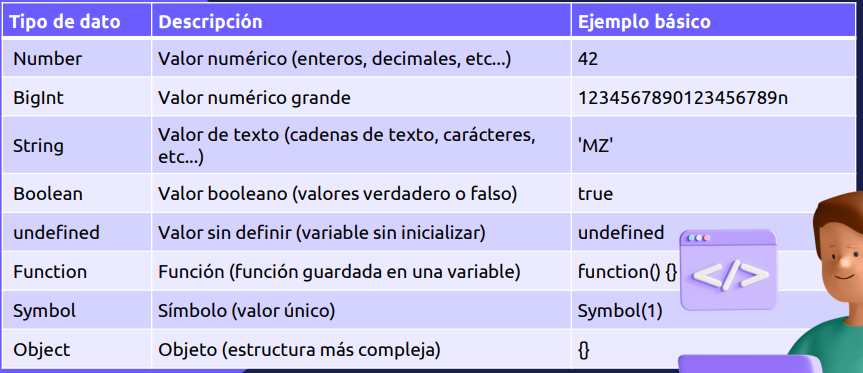 Tipo de dato Descripción Ejemplo básico
Number Valor numérico (enteros, decimales, etc...) 42
BigInt Valor numérico grande 1234567890123456789n
String Valor de texto (cadenas de texto, carácteres, etc...) 'MZ'
Boolean Valor booleano (valores verdadero o falso) true
undefined Valor sin definir (variable sin inicializar) undefined
Function Función (función guardada en una variable) function() {}
Symbol Símbolo (valor único) Symbol(1)
Object Objeto (estructura más compleja) {}
</>